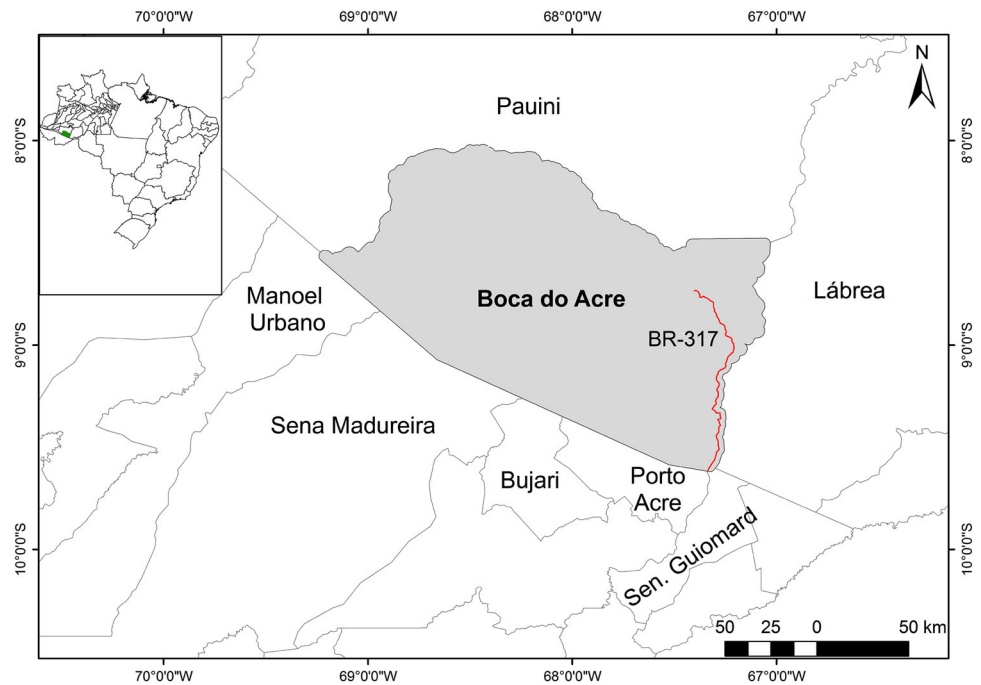 70°0'0"W 69°0'0"W 68°0'0"W 67°0'0"W
N
Pauini
8°0'0"S 8°0'0"S
Manoel
Urbano
Boca do Acre
Lábrea
BR-317
9°0'0"S 9°0'0"S
Sena Madureira
Bujari
Porto
Acre
Sen. Guiomard
10°0'0"S 10°0'0"S
50 25 0 50 km
70°0'0"W 69°0'0"W 68°0'0"W 67°0'0"W